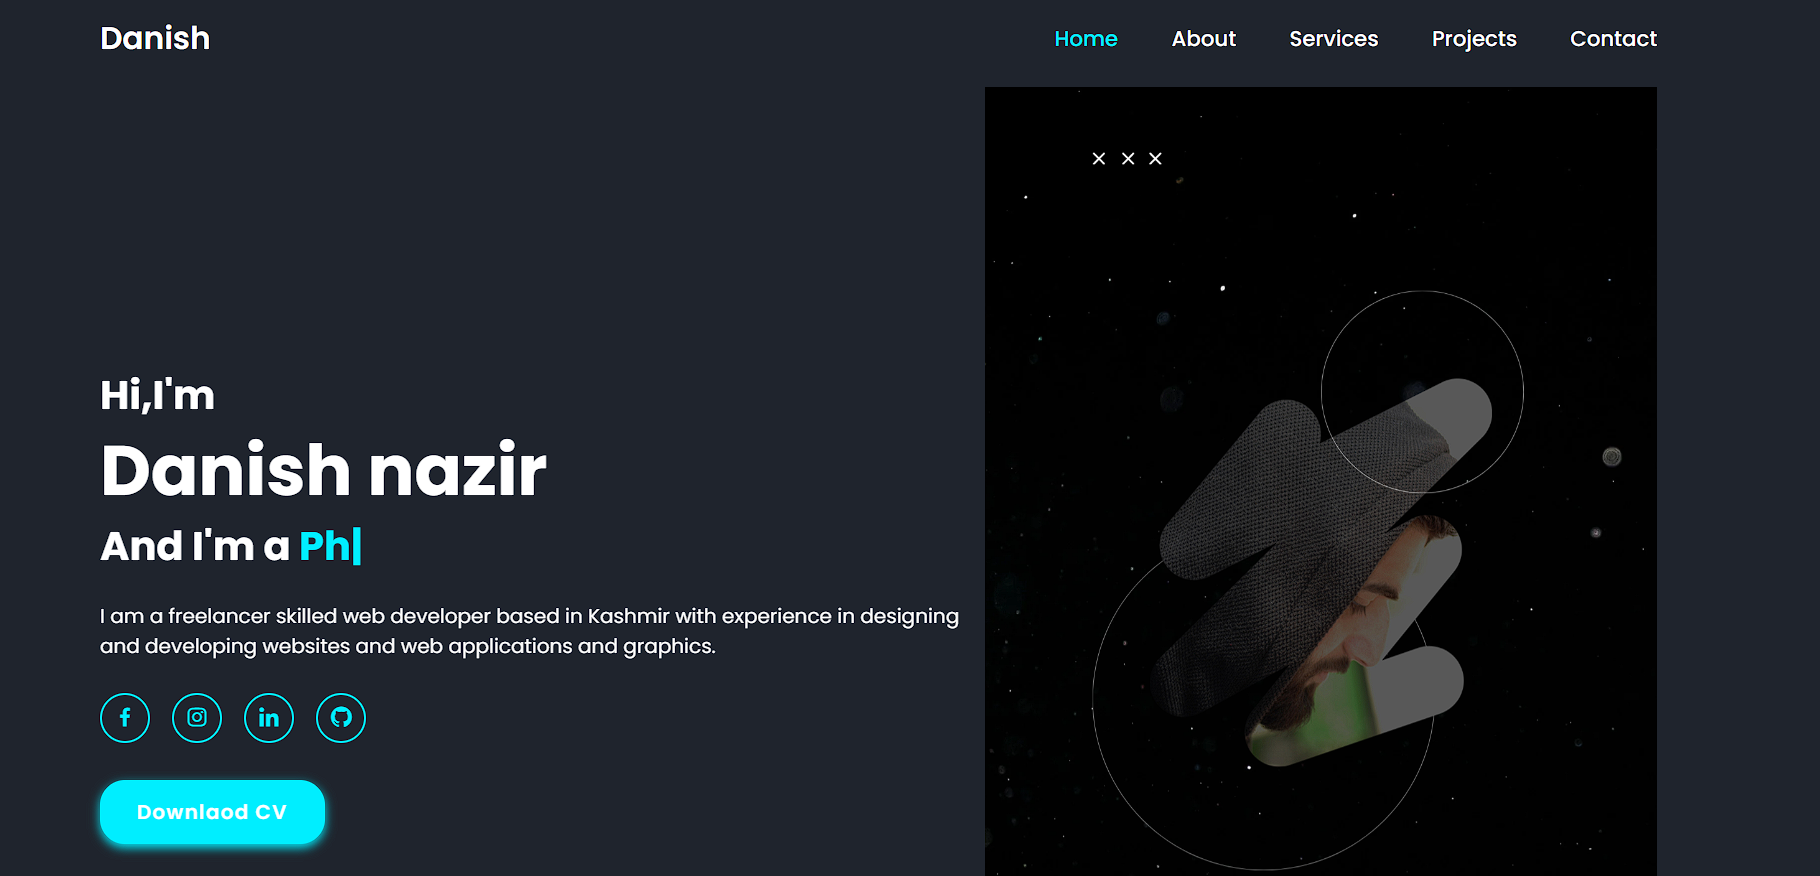 Danish
Home About Services Projects Contact
Hi,I'm
Danish nazir
And I'm a Ph|
I am a freelancer skilled web developer based in Kashmir with experience in designing
and developing websites and web applications and graphics.
Downlaod CV